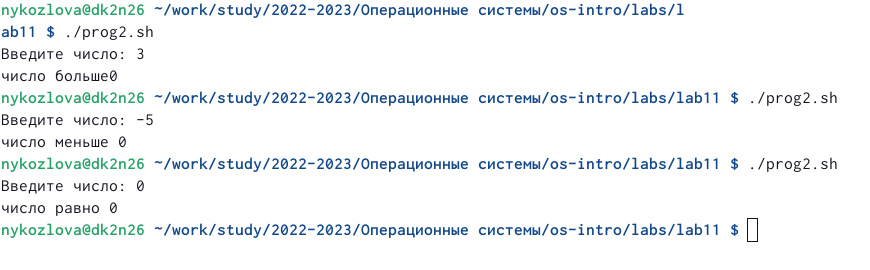 nykozlova@dk2n26 ~/work/study/2022-2023/Операционные системы/os-intro/labs/l
ab11 $ ./prog2.sh
Введите число: 3
число больше0
nykozlova@dk2n26 ~/work/study/2022-2023/Операционные системы/os-intro/labs/lab11 $ ./prog2.sh
Введите число: -5
число меньше 0
nykozlova@dk2n26 ~/work/study/2022-2023/Операционные системы/os-intro/labs/lab11 $ ./prog2.sh
Введите число: 0
число равно 0
nykozlova@dk2n26 ~/work/study/2022-2023/Операционные системы/os-intro/labs/lab11 $